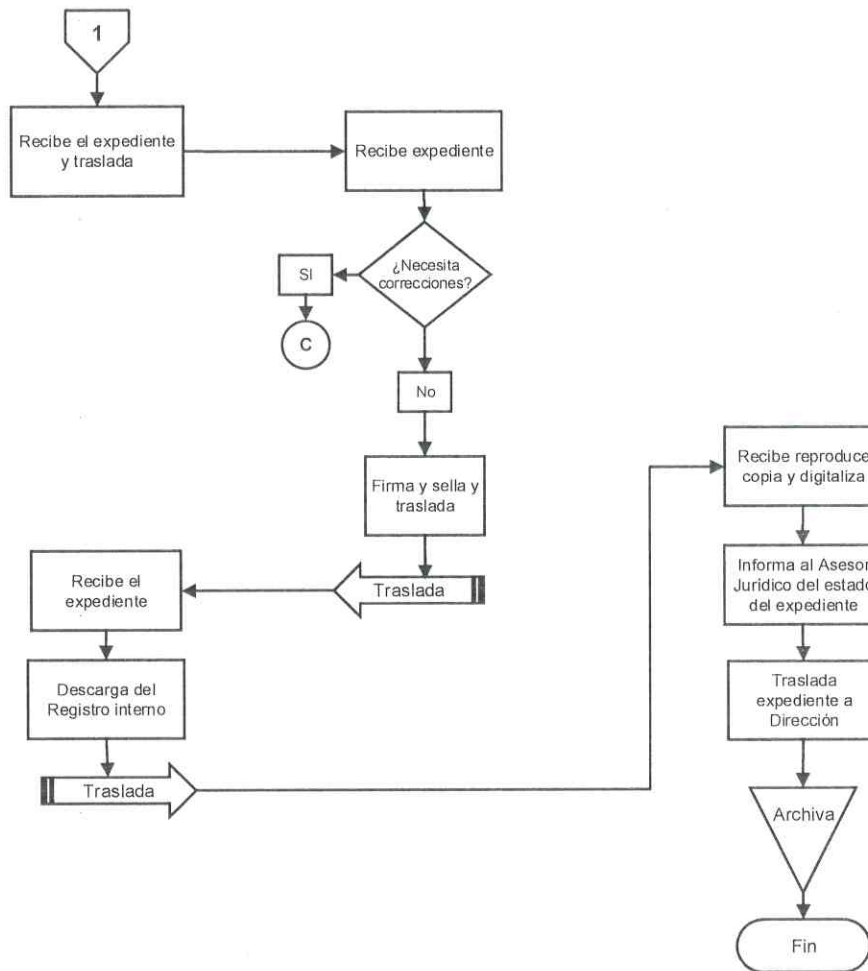 1
Recibe el expediente
y traslada
Recibe expediente
¿Necesita
correcciones?
SI
C
No
Firma y sella y
traslada
Traslada
Recibe el
expediente
Descarga del
Registro interno
Traslada
Recibe reproduce
copia y digitaliza
Informa al Asesor
Jurídico del estado
del expediente
Traslada
expediente a
Dirección
Archiva
Fin